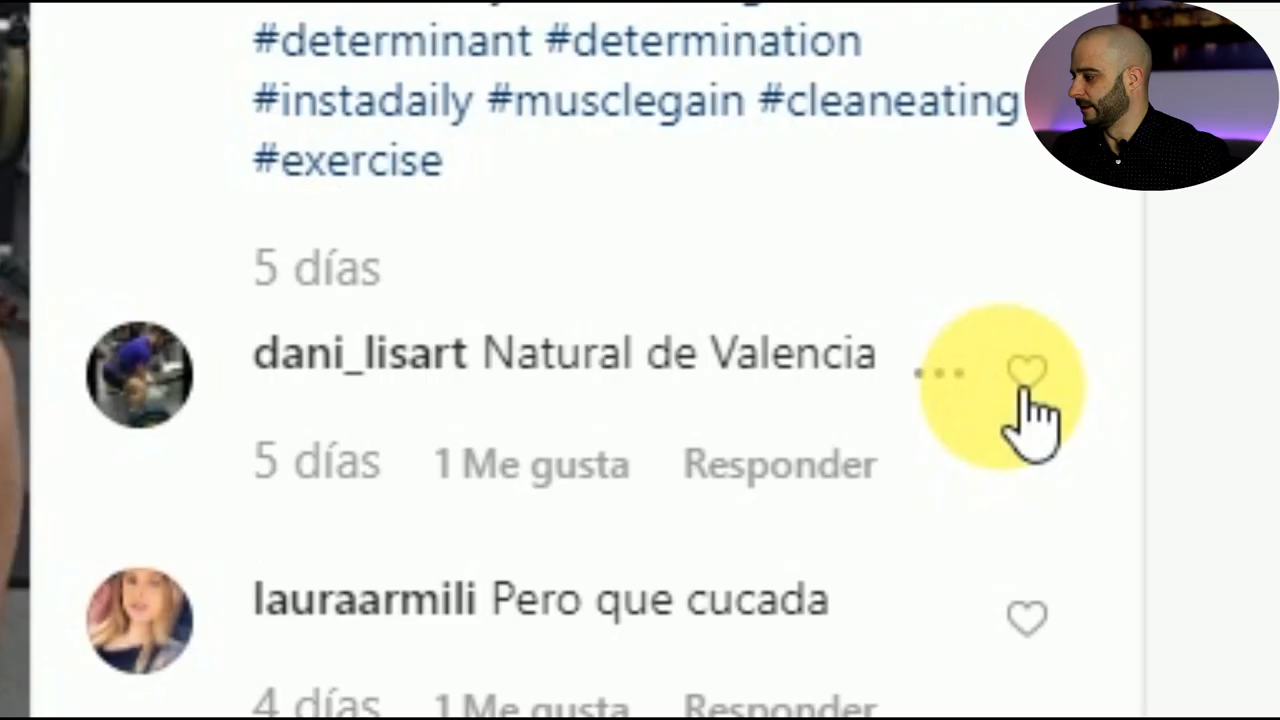 #determinant #determination
#instadaily #musclegain #cleaneating
#exercise
5 días
dani_lisart Natural de Valencia
5 días 1 Me gusta Responder
lauraarmili Pero que cucada
4 días 1 Me gusta Responder